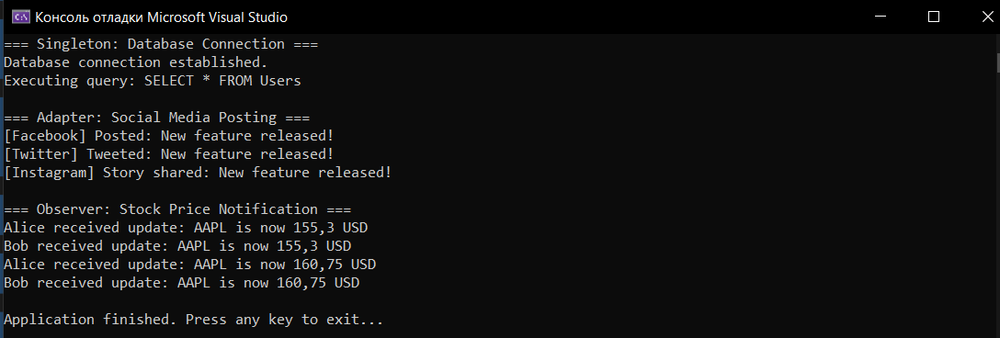 Консоль отладки Microsoft Visual Studio
=== Singleton: Database Connection ===
Database connection established.
Executing query: SELECT * FROM Users
=== Adapter: Social Media Posting ===
[Facebook] Posted: New feature released!
[Twitter] Tweeted: New feature released!
[Instagram] Story shared: New feature released!
=== Observer: Stock Price Notification ===
Alice received update: AAPL is now 155,3 USD
Bob received update: AAPL is now 155,3 USD
Alice received update: AAPL is now 160,75 USD
Bob received update: AAPL is now 160,75 USD
Application finished. Press any key to exit...